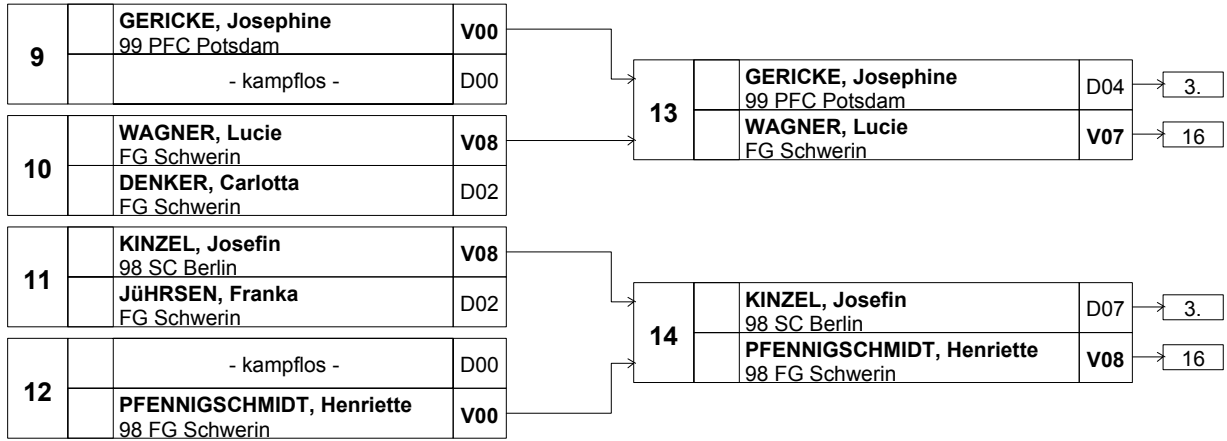 9
GERICKE, Josephine
99 PFC Potsdam
V00
- kampflos -
D00
10
WAGNER, Lucie
FG Schwerin
V08
DENKER, Carlotta
FG Schwerin
D02
11
KINZEL, Josefin
98 SC Berlin
V08
JüHRSEN, Franka
FG Schwerin
D02
12
- kampflos -
D00
PFENNIGSCHMIDT, Henriette
98 FG Schwerin
V00
13
GERICKE, Josephine
99 PFC Potsdam
D04
3.
WAGNER, Lucie
FG Schwerin
V07
16
14
KINZEL, Josefin
98 SC Berlin
D07
3.
PFENNIGSCHMIDT, Henriette
98 FG Schwerin
V08
16